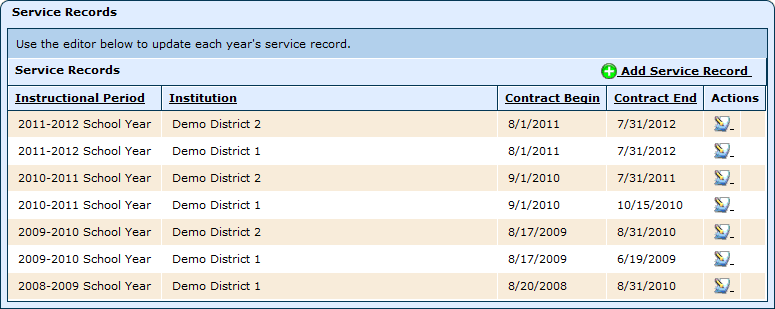 Service Records
Use the editor below to update each year's service record.
Service Records Add Service Record
Instructional Period Institution Contract Begin Contract End Actions
2011-2012 School Year Demo District 2 8/1/2011 7/31/2012
2011-2012 School Year Demo District 1 8/1/2011 7/31/2012
2010-2011 School Year Demo District 2 9/1/2010 7/31/2011
2010-2011 School Year Demo District 1 9/1/2010 10/15/2010
2009-2010 School Year Demo District 2 8/17/2009 8/31/2010
2009-2010 School Year Demo District 1 8/17/2009 6/19/2009
2008-2009 School Year Demo District 1 8/20/2008 8/31/2010